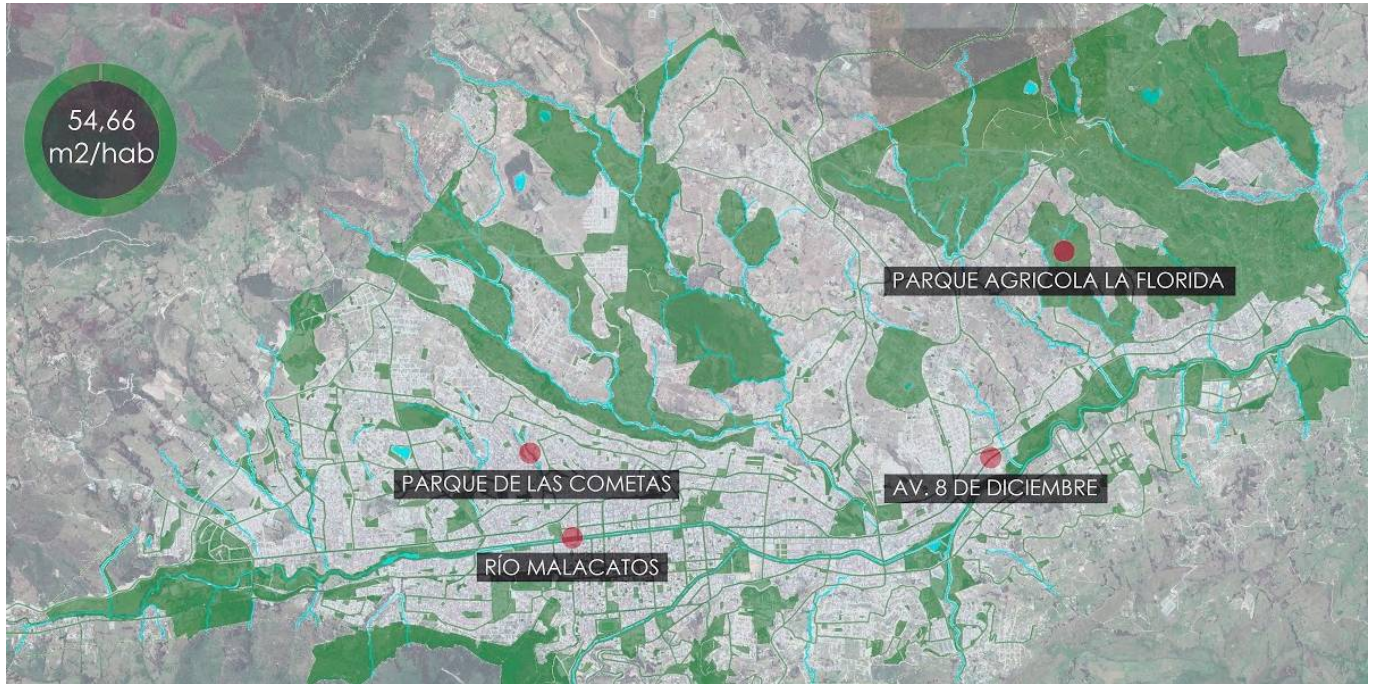 54,66
m2/hab
PARQUE AGRICOLA LA FLORIDA
PARQUE DE LAS COMETAS
AV. 8 DE DICIEMBRE
RÍO MALACATOS